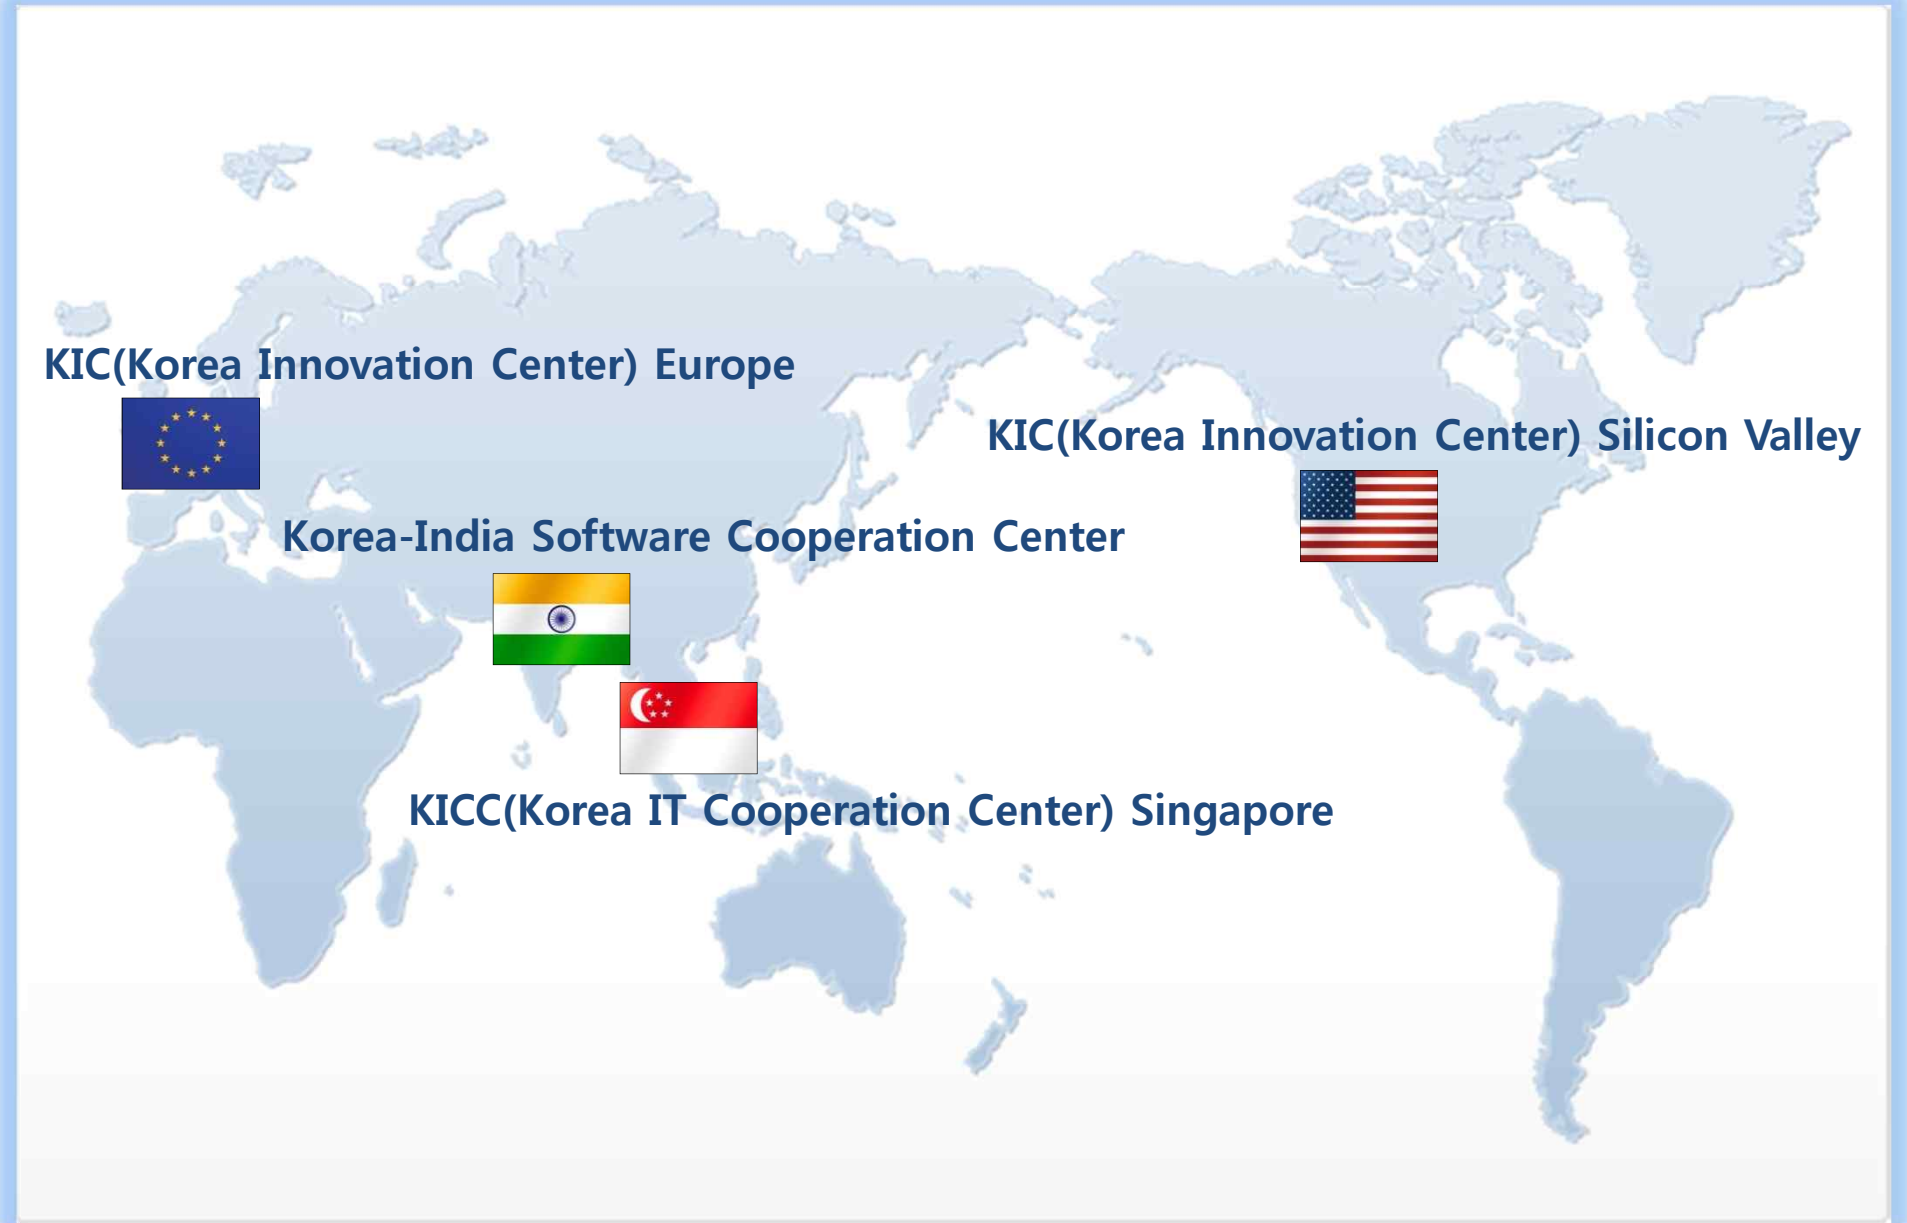 KIC(Korea Innovation Center) Europe
KIC(Korea Innovation Center) Silicon Valley
Korea-India Software Cooperation Center
KICC(Korea IT Cooperation Center) Singapore